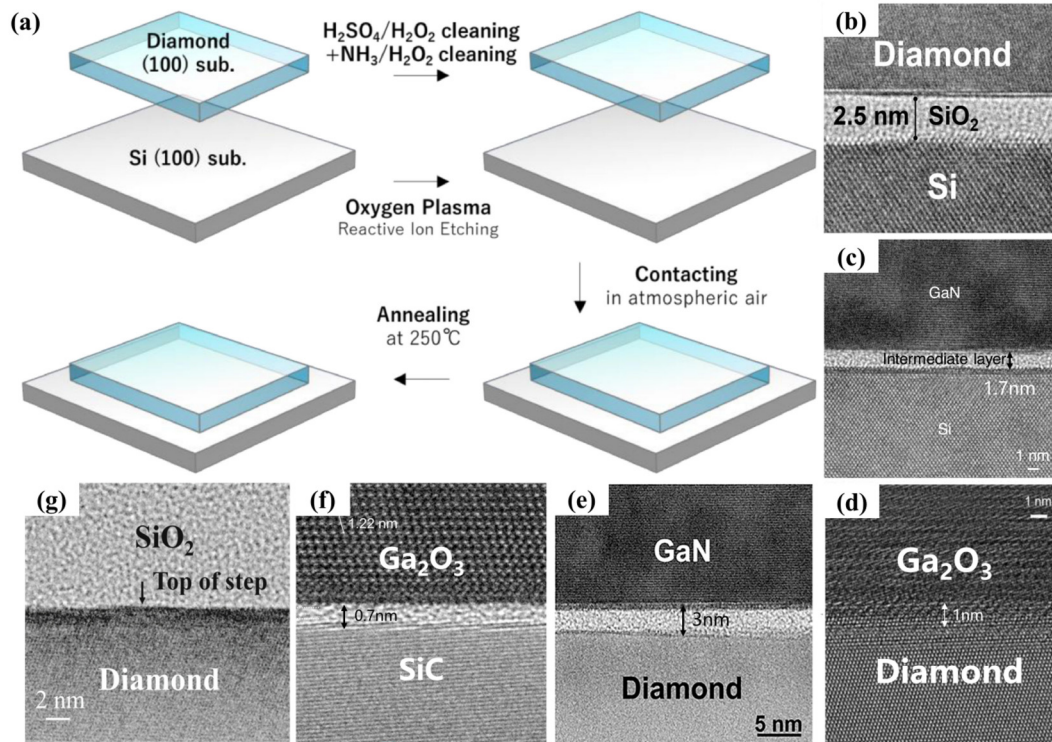 (a)
Diamond
(100) sub.
H₂SO₄/H₂O₂ cleaning
+NH₃/H₂O₂ cleaning
Si (100) sub.
Oxygen Plasma
Reactive Ion Etching
Contacting
in atmospheric air
Annealing
at 250℃
(b)
Diamond
2.5 nm
SiO₂
Si
(c)
GaN
Intermediate layer
1.7nm
Si
1 nm
(g)
SiO₂
Top of step
Diamond
2 nm
(f)
1.22 nm
Ga₂O₃
0.7nm
SiC
(e)
GaN
3nm
Diamond
5 nm
(d)
1 nm
Ga₂O₃
1nm
Diamond